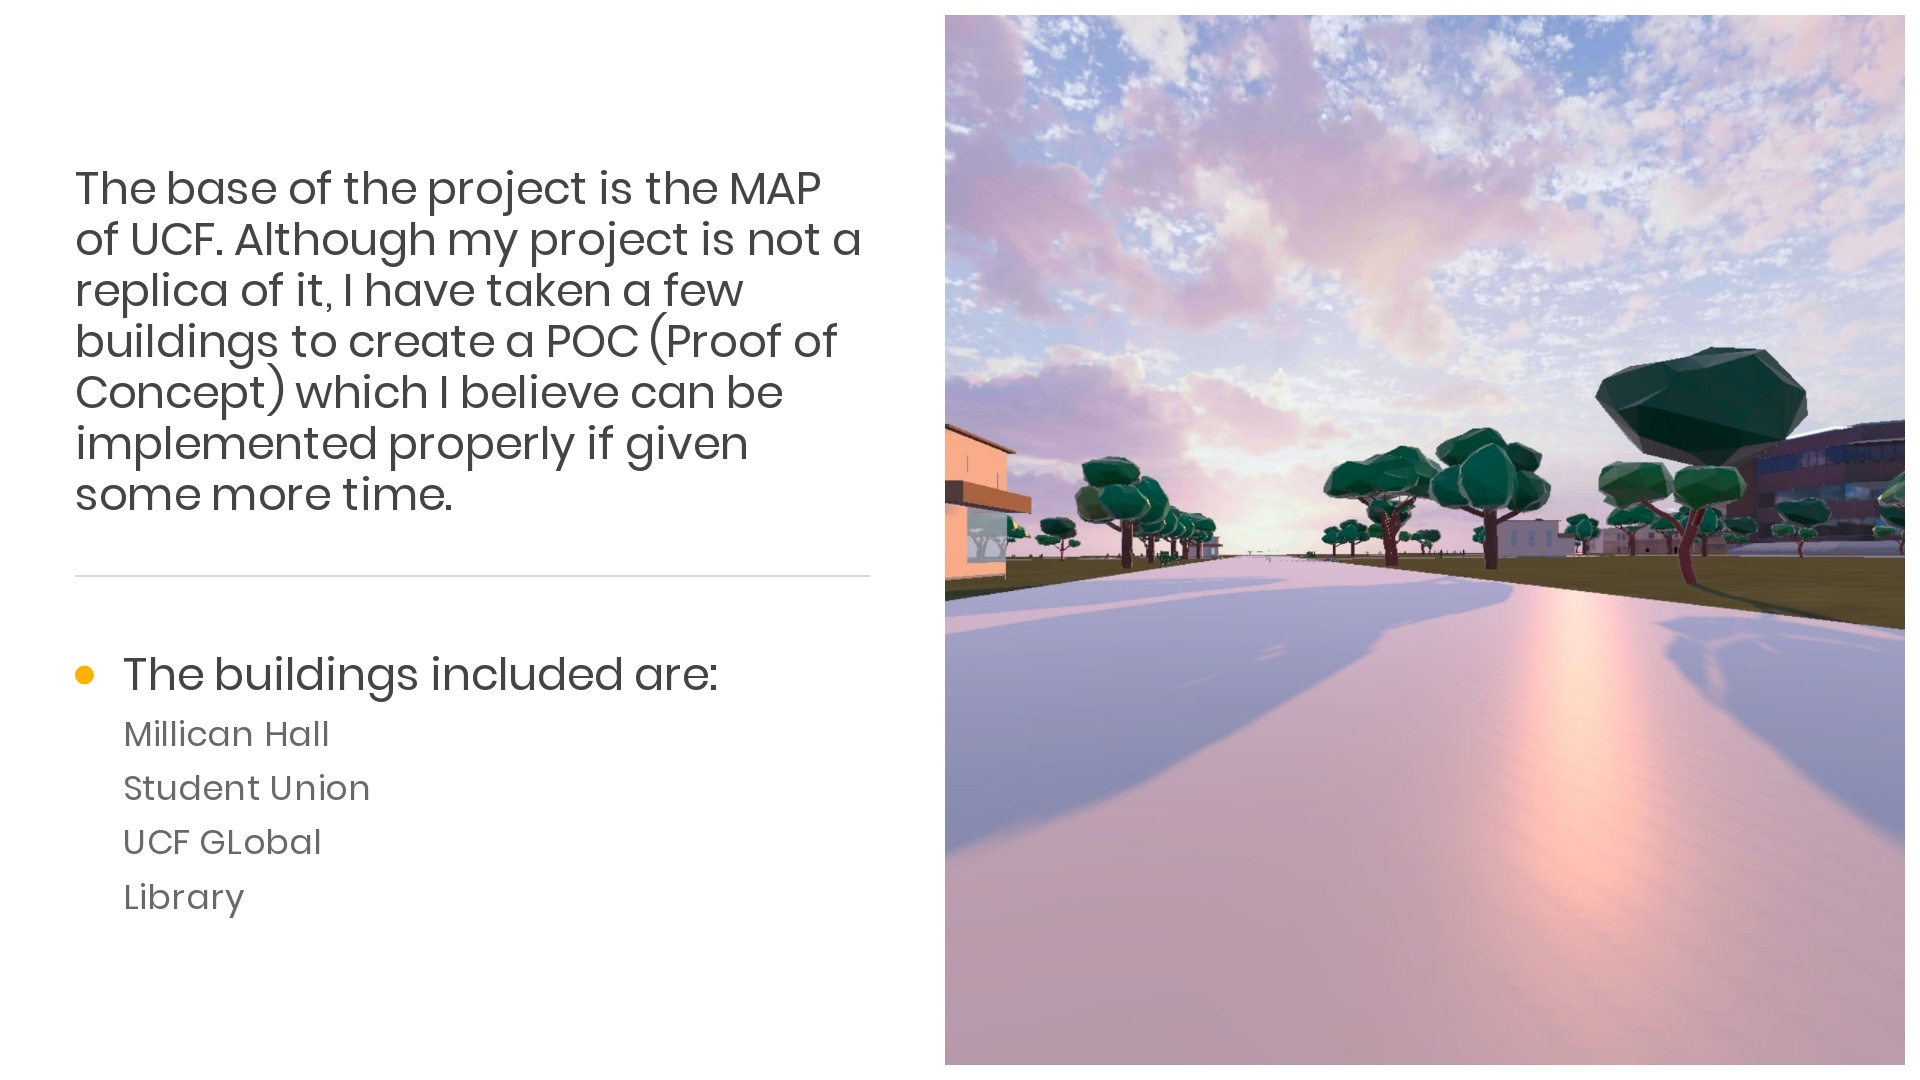 The base of the project is the MAP
of UCF. Although my project is not a
replica of it, I have taken a few
buildings to create a POC (Proof of
Concept) which I believe can be
implemented properly if given
some more time.
The buildings included are:
Millican Hall
Student Union
UCF GLobal
Library